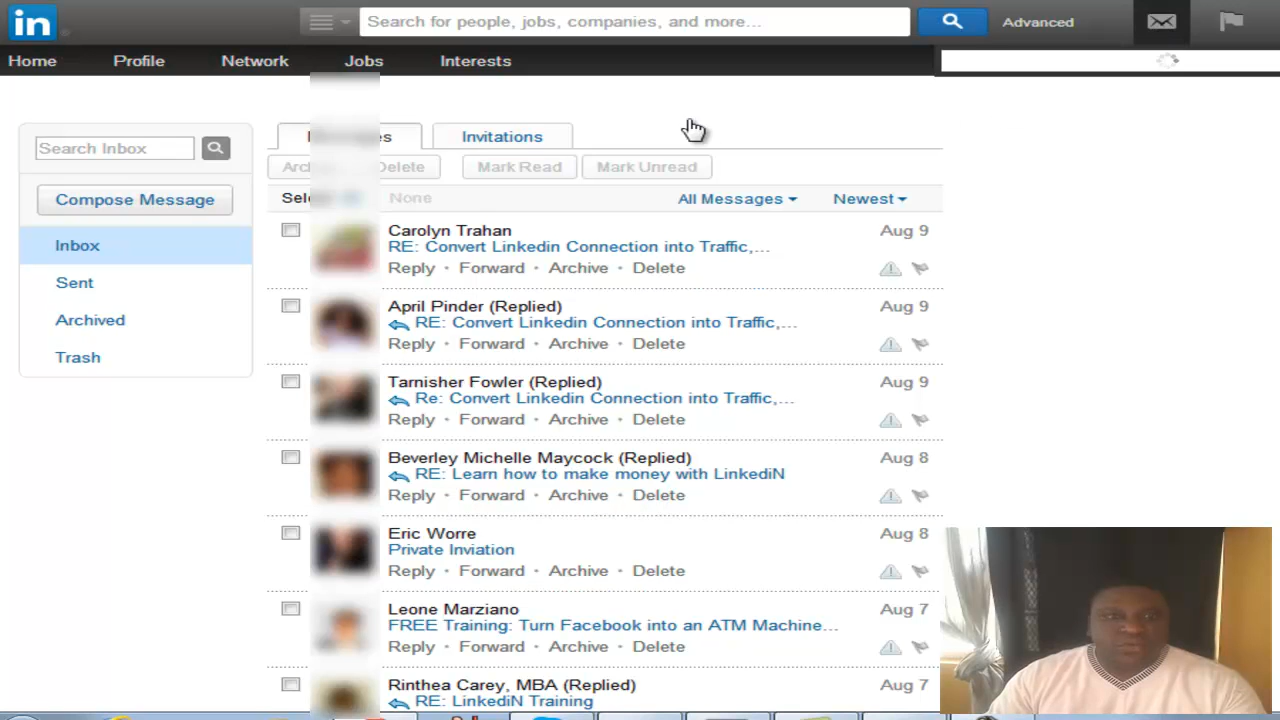 in
Search for people, jobs, companies, and more...
Advanced
Home Profile Network Jobs Interests
Search Inbox
Compose Message
Inbox
Sent
Archived
Trash
Invitations
Delete Mark Read Mark Unread
None All Messages Newest
Carolyn Trahan Aug 9
RE: Convert Linkedin Connection into Traffic,...
Reply · Forward · Archive · Delete
April Pinder (Replied) Aug 9
RE: Convert Linkedin Connection into Traffic,...
Reply · Forward · Archive · Delete
Tarnisher Fowler (Replied) Aug 9
Re: Convert Linkedin Connection into Traffic,...
Reply · Forward · Archive · Delete
Beverley Michelle Maycock (Replied) Aug 8
RE: Learn how to make money with LinkediN
Reply · Forward · Archive · Delete
Eric Worre Aug 8
Private Inviation
Reply · Forward · Archive · Delete
Leone Marziano Aug 7
FREE Training: Turn Facebook into an ATM Machine...
Reply · Forward · Archive · Delete
Rinthea Carey, MBA (Replied) Aug 7
RE: LinkediN Training